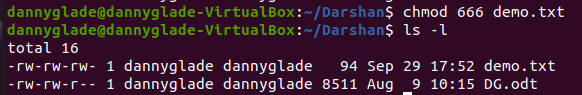 dannyglade@dannyglade-VirtualBox:~/Darshan$ chmod 666 demo.txt
dannyglade@dannyglade-VirtualBox:~/Darshan$ ls -l
total 16
-rw-rw-rw- 1 dannyglade dannyglade   94 Sep 29 17:52 demo.txt
-rw-rw-r-- 1 dannyglade dannyglade 8511 Aug  9 10:15 DG.odt